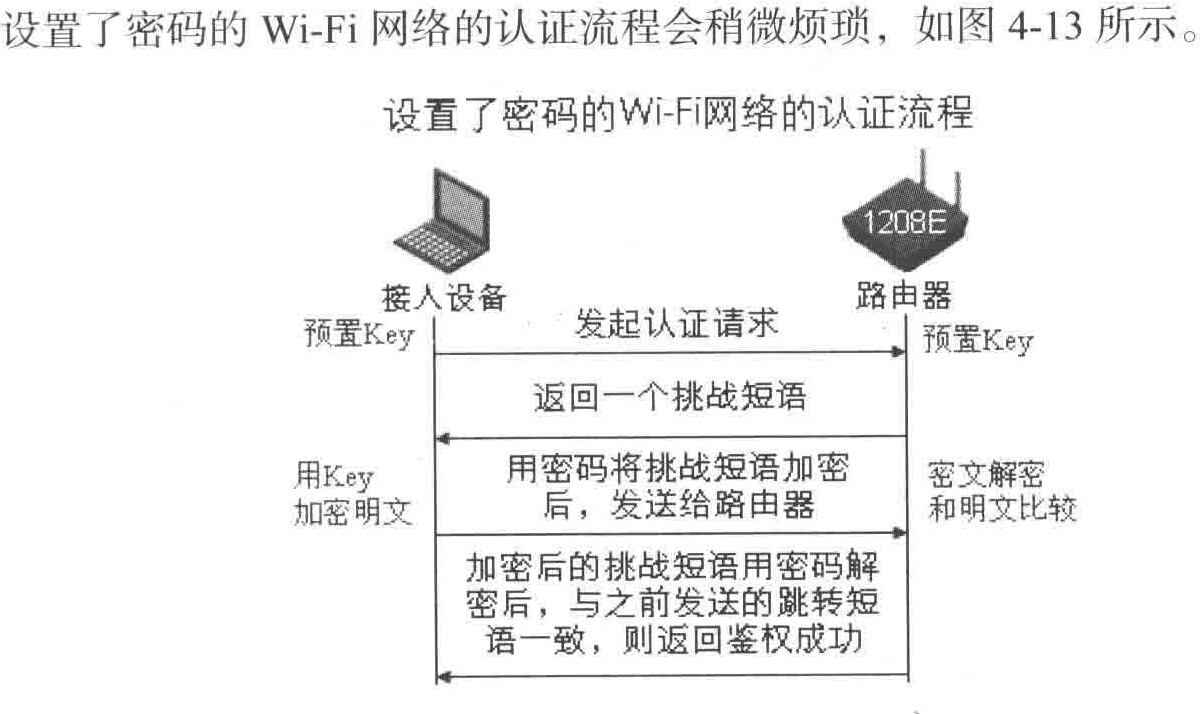 设置了密码的 Wi-Fi 网络的认证流程会稍微烦琐，如图 4-13 所示。
设置了密码的Wi-Fi网络的认证流程
1208E
接入设备
路由器
预置Key
发起认证请求
预置Key
返回一个挑战短语
用Key
加密明文
用密码将挑战短语加密
后，发送给路由器
密文解密
和明文比较
加密后的挑战短语用密码解
密后，与之前发送的跳转短
语一致，则返回鉴权成功